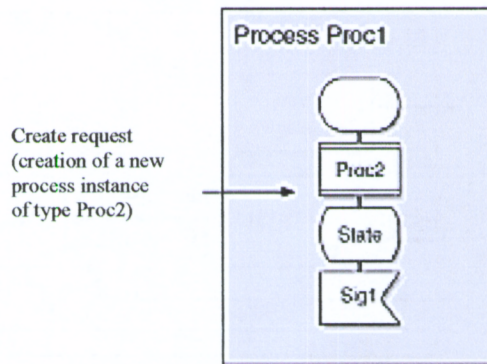 Process Proc1
Create request
(creation of a new
process instance
of type Proc2)
Proc2
State
Sig1